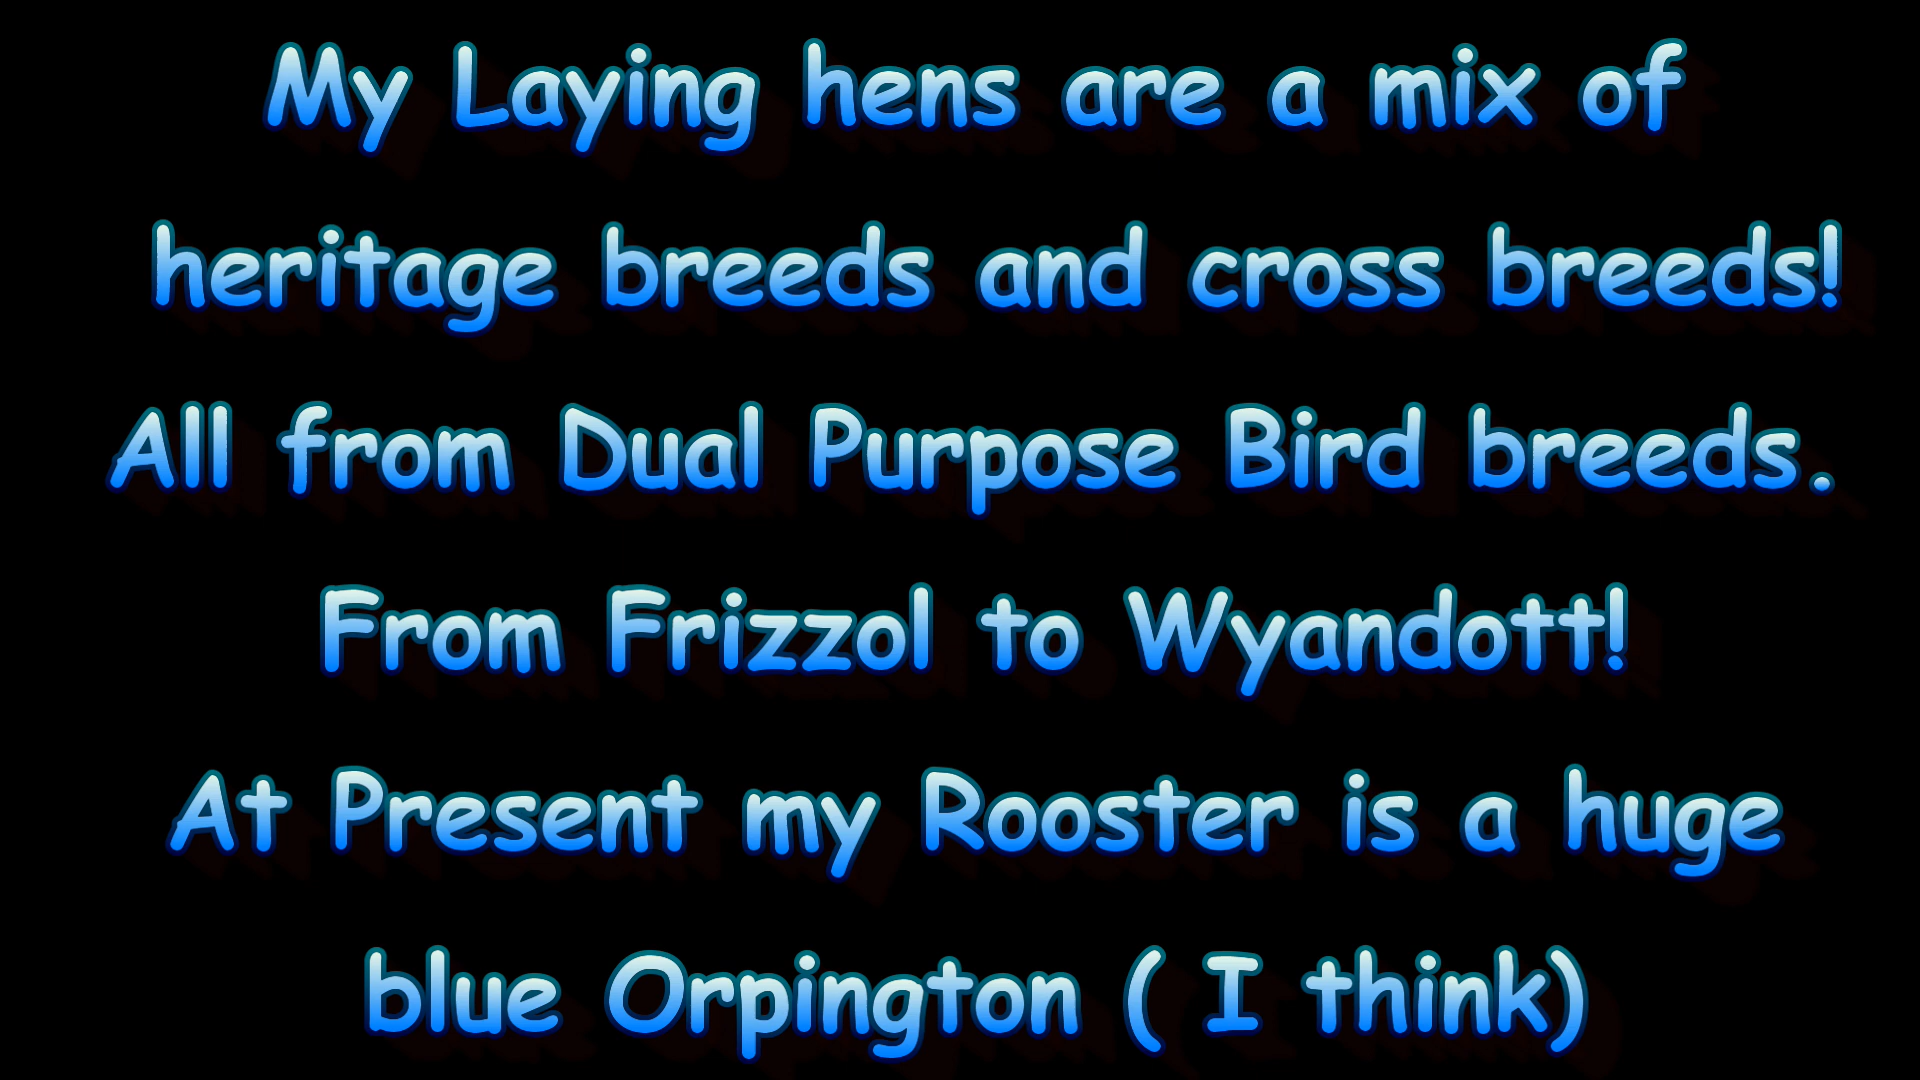 My Laying hens are a mix of
heritage breeds and cross breeds!
All from Dual Purpose Bird breeds.
From Frizzol to Wyandott!
At Present my Rooster is a huge
blue Orpington ( I think)